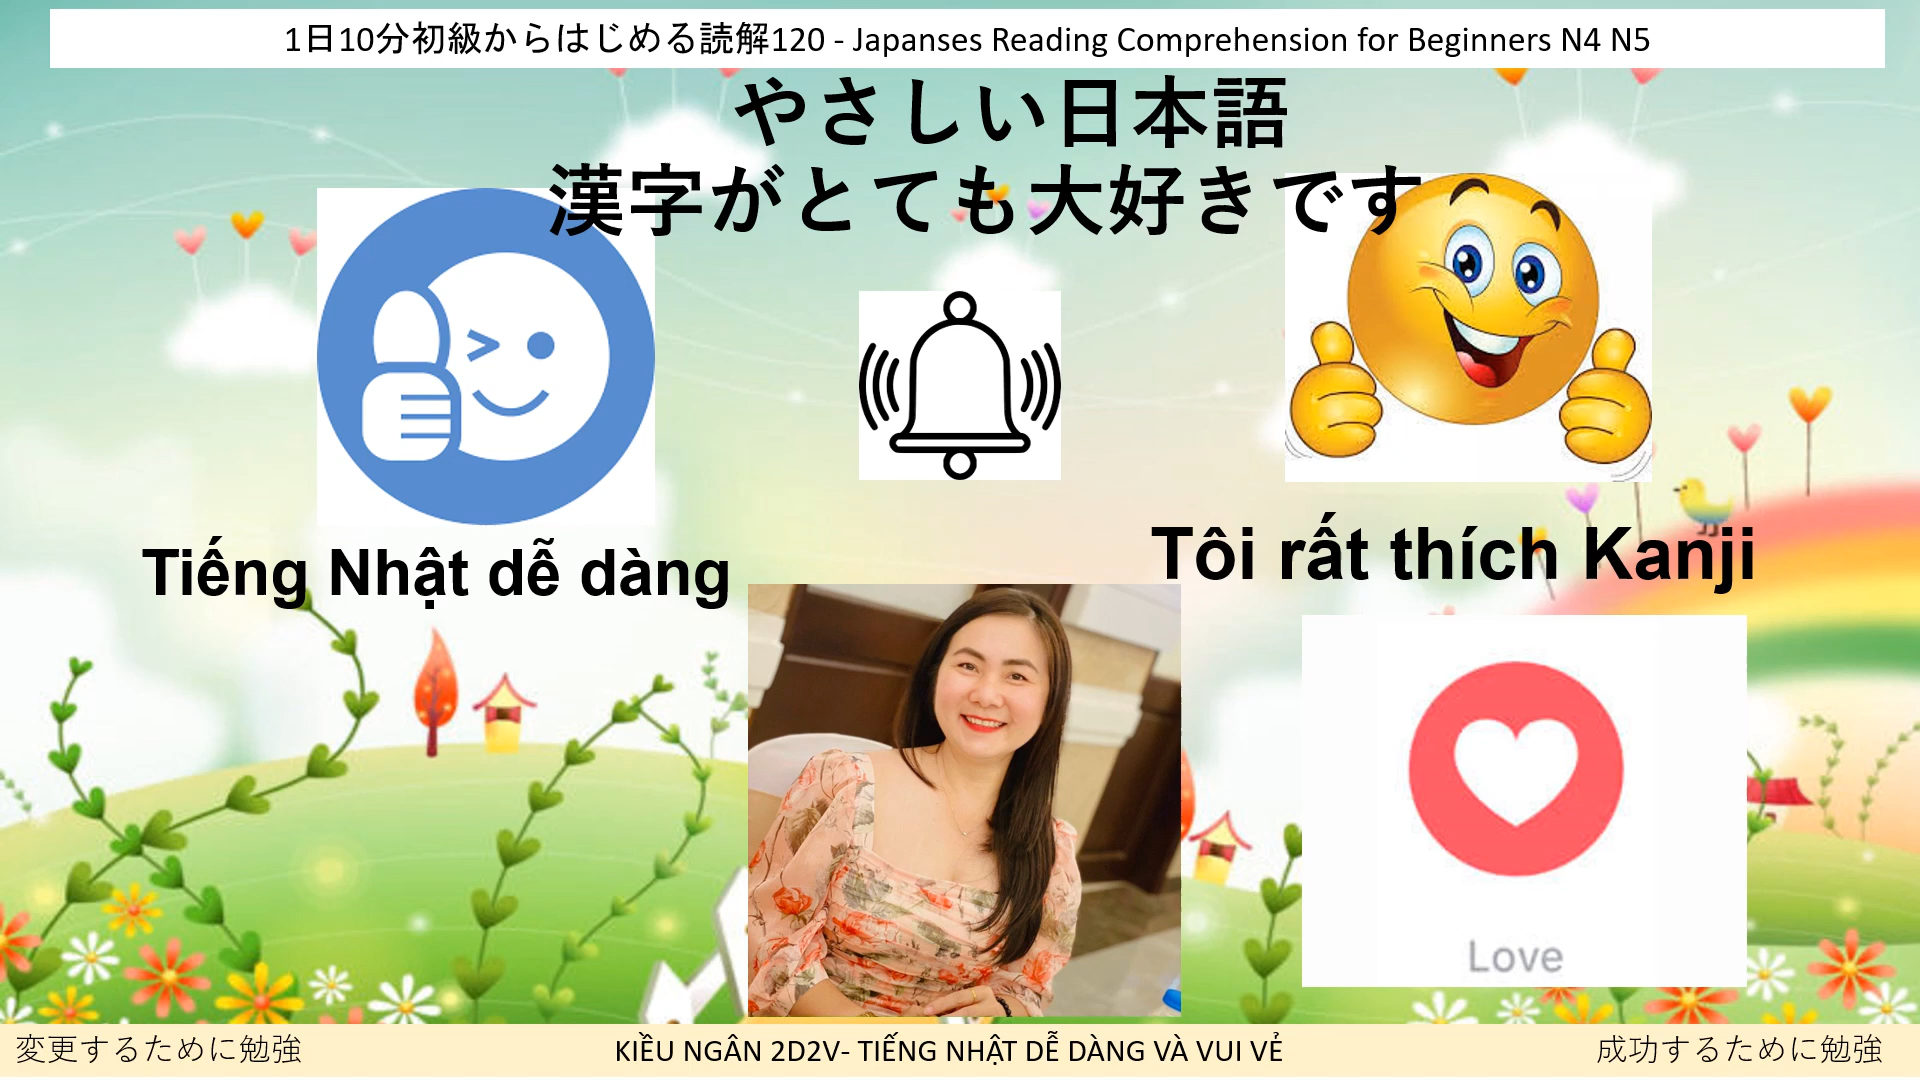 1日10分初級からはじめる読解120 - Japanses Reading Comprehension for Beginners N4 N5
やさしい日本語
漢字がとても大好きです
Tiếng Nhật dễ dàng
Tôi rất thích Kanji
Love
変更するために勉強
KIỀU NGÂN 2D2V- TIẾNG NHẬT DỄ DÀNG VÀ VUI VẺ
成功するために勉強